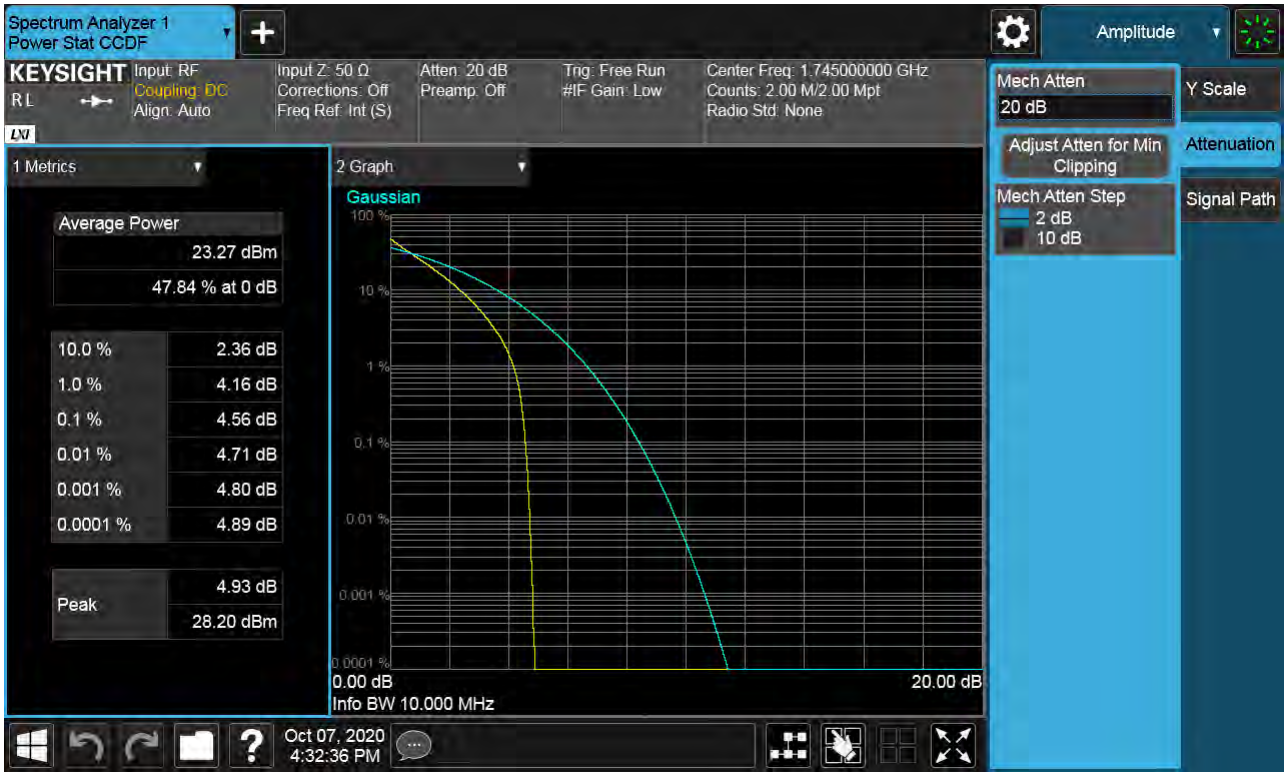 Spectrum Analyzer 1
Power Stat CCDF
+
Amplitude
KEYSIGHT
R L
LXI
Input: RF
Coupling: DC
Align: Auto
Input Z: 50 Ω
Corrections: Off
Freq Ref: Int (S)
Atten: 20 dB
Preamp: Off
Trig: Free Run
#IF Gain: Low
Center Freq: 1.745000000 GHz
Counts: 2.00 M/2.00 Mpt
Radio Std: None
Mech Atten
20 dB
Adjust Atten for Min
Clipping
Mech Atten Step
2 dB
10 dB
Y Scale
Attenuation
Signal Path
1 Metrics
Average Power
23.27 dBm
47.84 % at 0 dB
10.0 % 2.36 dB
1.0 % 4.16 dB
0.1 % 4.56 dB
0.01 % 4.71 dB
0.001 % 4.80 dB
0.0001 % 4.89 dB
Peak
4.93 dB
28.20 dBm
2 Graph
Gaussian
100 %
10 %
1 %
0.1 %
0.01 %
0.001 %
0.0001 %
0.00 dB 20.00 dB
Info BW 10.000 MHz
?
Oct 07, 2020
4:32:36 PM